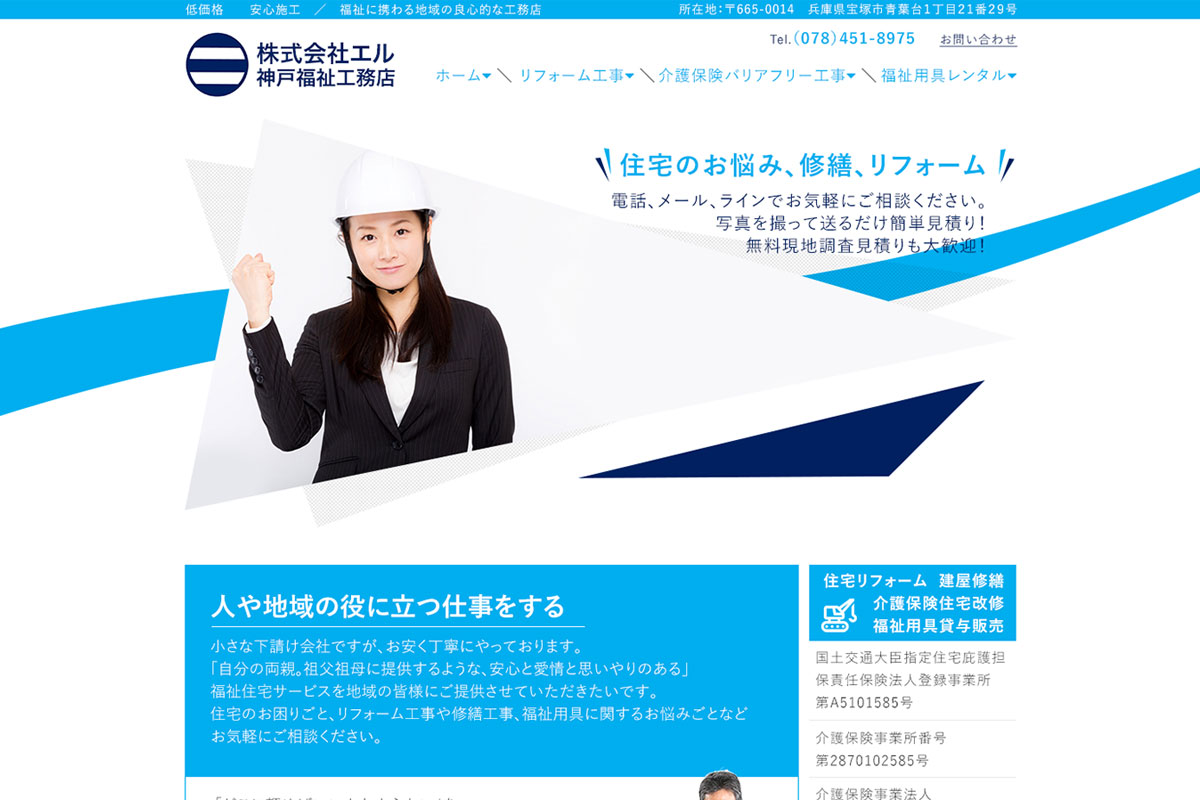 低価格　安心施工　／　福祉に携わる地域の良心的な工務店
所在地:〒665-0014　兵庫県宝塚市青葉台1丁目21番29号
Tel.(078)451-8975　お問い合わせ
株式会社エル
神戸福祉工務店
ホーム ＼ リフォーム工事 ＼ 介護保険バリアフリー工事 ＼ 福祉用具レンタル
住宅のお悩み、修繕、リフォーム
電話、メール、ラインでお気軽にご相談ください。
写真を撮って送るだけ簡単見積り!
無料現地調査見積りも大歓迎!
人や地域の役に立つ仕事をする
小さな下請け会社ですが、お安く丁寧にやっております。
「自分の両親。祖父祖母に提供するような、安心と愛情と思いやりのある」
福祉住宅サービスを地域の皆様にご提供させていただきたいです。
住宅のお困りごと、リフォーム工事や修繕工事、福祉用具に関するお悩みごとなど
お気軽にご相談ください。
住宅リフォーム 建屋修繕
介護保険住宅改修
福祉用具貸与販売
国土交通大臣指定住宅庇護担
保責任保険法人登録事業所
第A5101585号
介護保険事業所番号
第2870102585号
介護保険事業法人